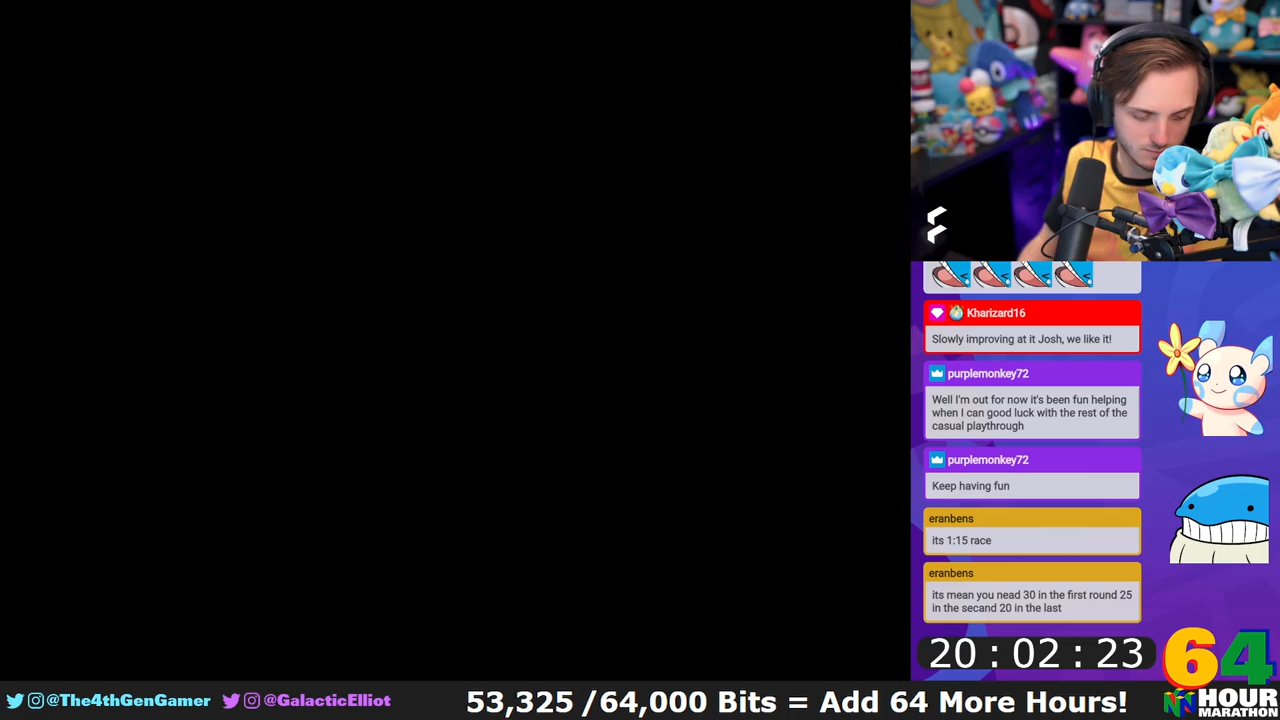 Kharizard16
Slowly improving at it Josh, we like it!
purplemonkey72
Well I'm out for now it's been fun helping
when I can good luck with the rest of the
casual playthrough
purplemonkey72
Keep having fun
eranbens
its 1:15 race
eranbens
its mean you nead 30 in the first round 25
in the secand 20 in the last
20:02:23
64
HOUR
MARATHON
@The4thGenGamer
@GalacticElliot
53,325/64,000 Bits = Add 64 More Hours!